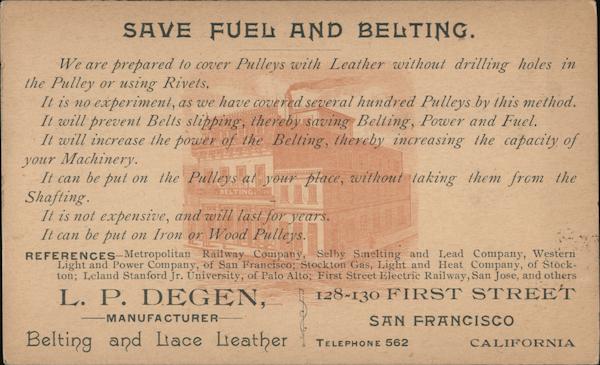 SAVE FUEL AND BELTING.
We are prepared to cover Pulleys with Leather without drilling holes in
the Pulley or using Rivets.
It is no experiment, as we have covered several hundred Pulleys by this method.
It will prevent Belts slipping, thereby saving Belting, Power and Fuel.
It will increase the power of the Belting, thereby increasing the capacity of
your Machinery.
It can be put on the Pulleys at your place, without taking them from the
Shafting.
BELTING
It is not expensive, and will last for years.
It can be put on Iron or Wood Pulleys.
REFERENCES—Metropolitan Railway Company, Selby Smelting and Lead Company, Western
Light and Power Company, of San Francisco; Stockton Gas, Light and Heat Company, of Stock-
ton; Leland Stanford Jr. University, of Palo Alto; First Street Electric Railway, San Jose, and others
L. P. DEGEN,
MANUFACTURER
Belting and Lace Leather
128-130 FIRST STREET
SAN FRANCISCO
TELEPHONE 562 CALIFORNIA